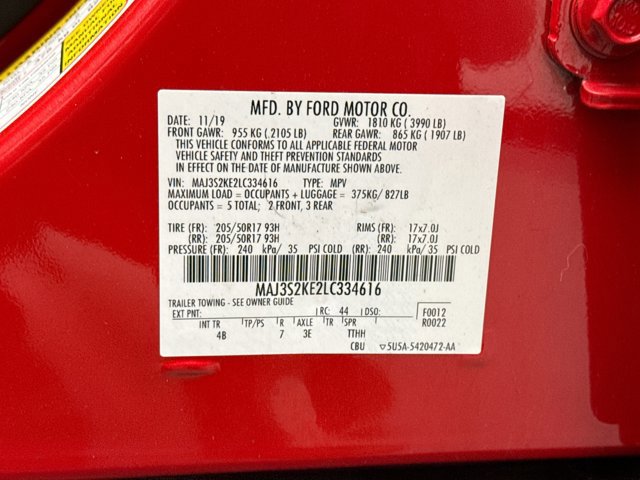 MFD. BY FORD MOTOR CO.
DATE: 11/19 GVWR: 1810 KG ( 3990 LB)
FRONT GAWR: 955 KG ( 2105 LB) REAR GAWR: 865 KG ( 1907 LB)
THIS VEHICLE CONFORMS TO ALL APPLICABLE FEDERAL MOTOR
VEHICLE SAFETY AND THEFT PREVENTION STANDARDS
IN EFFECT ON THE DATE OF MANUFACTURE SHOWN ABOVE.
VIN: MAJ3S2KE2LC334616 TYPE: MPV
MAXIMUM LOAD = OCCUPANTS + LUGGAGE = 375KG/ 827LB
OCCUPANTS = 5 TOTAL; 2 FRONT, 3 REAR
TIRE (FR): 205/50R17 93H RIMS (FR): 17x7.0J
(RR): 205/50R17 93H (RR): 17x7.0J
PRESSURE (FR): 240 kPa/ 35 PSI COLD (RR): 240 kPa/ 35 PSI COLD
MAJ3S2KE2LC334616
TRAILER TOWING - SEE OWNER GUIDE
EXT PNT: RC: 44 DSO: F0012
R0022
INT TR TP/PS R AXLE TR SPR
4B 7 3E TTHH
CBU ▽5U5A-5420472-AA